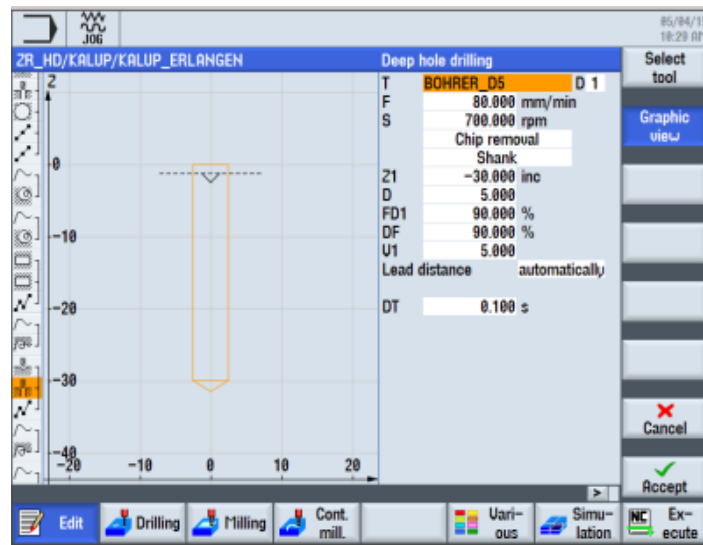 JOG
05/04/1
10:20 AM
ZR_HD/KALUP/KALUP_ERLANGEN
Deep hole drilling
Select
tool
T BOHRER_D5 D 1
F 80.000 mm/min
S 700.000 rpm
Chip removal
Shank
Z1 -30.000 inc
D 5.000
FD1 90.000 %
DF 90.000 %
V1 5.000
Lead distance automatically
DT 0.100 s
Graphic
view
Z
-0
-10
-20
-30
-40
-20 -10 0 10 20
Cancel
Accept
>
Edit
Drilling
Milling
Cont.
mill.
Vari-
ous
Simu-
lation
NC Ex-
ecute